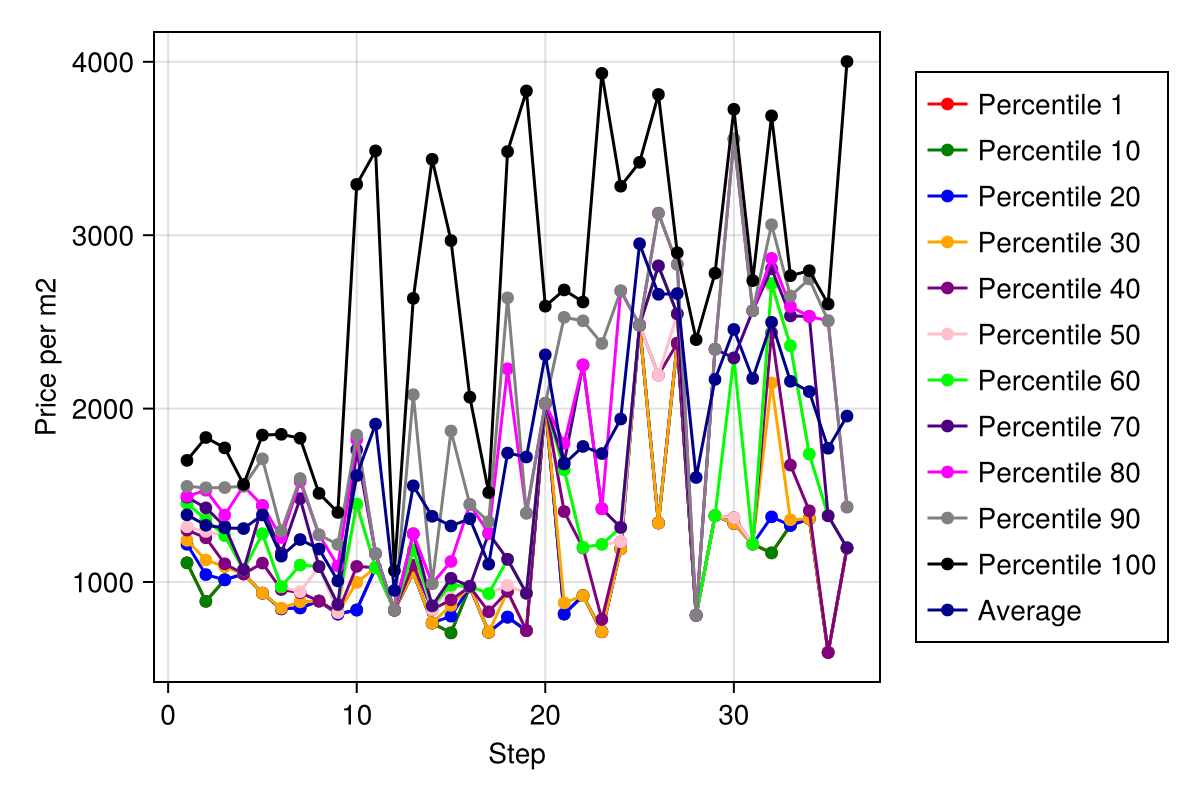 4000
3000
2000
1000
Price per m2
0
10
20
30
Step
Percentile 1
Percentile 10
Percentile 20
Percentile 30
Percentile 40
Percentile 50
Percentile 60
Percentile 70
Percentile 80
Percentile 90
Percentile 100
Average